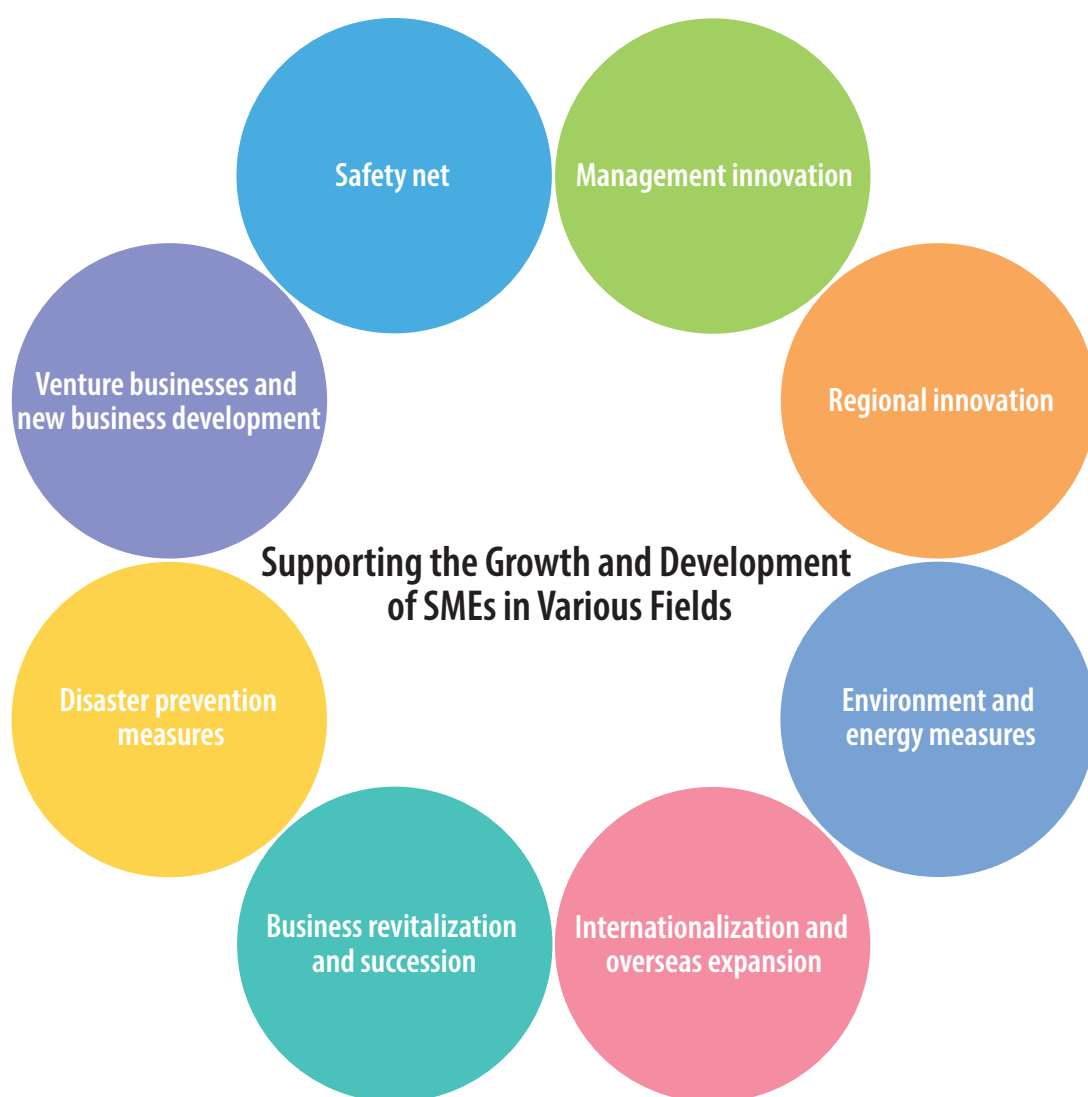 Safety net
Management innovation
Venture businesses and
new business development
Regional innovation
Supporting the Growth and Development
of SMEs in Various Fields
Disaster prevention
measures
Environment and
energy measures
Business revitalization
and succession
Internationalization and
overseas expansion